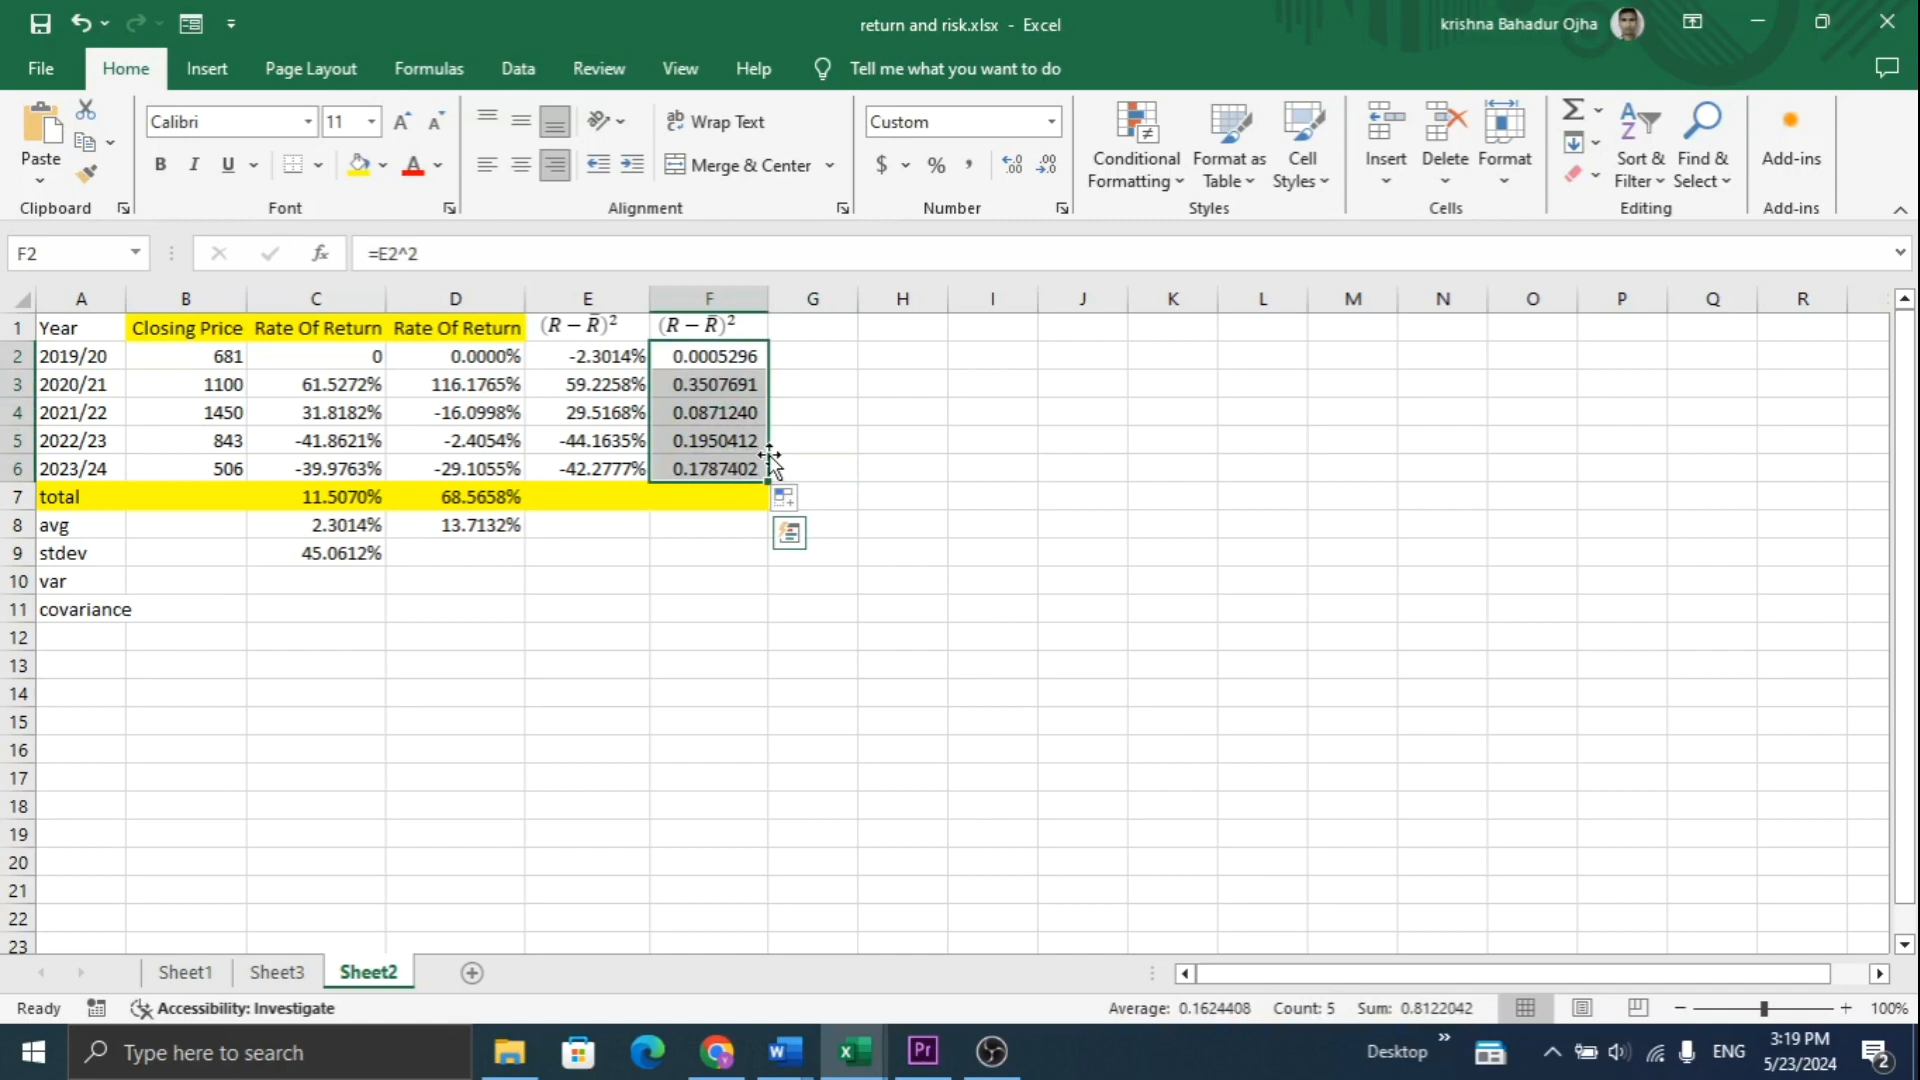 return and risk.xlsx - Excel
krishna Bahadur Ojha
File Home Insert Page Layout Formulas Data Review View Help Tell me what you want to do
Paste
Clipboard
Calibri 11
B I U
Font
Wrap Text
Merge & Center
Alignment
Custom
$ % ,
Number
Conditional Formatting
Format as Table
Cell Styles
Styles
Insert Delete Format
Cells
Sort & Filter
Find & Select
Editing
Add-ins
Add-ins
F2 fx =E2^2
A B C D E F G H I J K L M N O P Q R
1 Year Closing Price Rate Of Return Rate Of Return (R − R̄)² (R − R̄)²
2 2019/20 681 0 0.0000% -2.3014% 0.0005296
3 2020/21 1100 61.5272% 116.1765% 59.2258% 0.3507691
4 2021/22 1450 31.8182% -16.0998% 29.5168% 0.0871240
5 2022/23 843 -41.8621% -2.4054% -44.1635% 0.1950412
6 2023/24 506 -39.9763% -29.1055% -42.2777% 0.1787402
7 total 11.5070% 68.5658%
8 avg 2.3014% 13.7132%
9 stdev 45.0612%
10 var
11 covariance
12
13
14
15
16
17
18
19
20
21
22
23
Sheet1 Sheet3 Sheet2
Ready Accessibility: Investigate Average: 0.1624408 Count: 5 Sum: 0.8122042 100%
Type here to search Desktop ENG 3:19 PM
5/23/2024 2